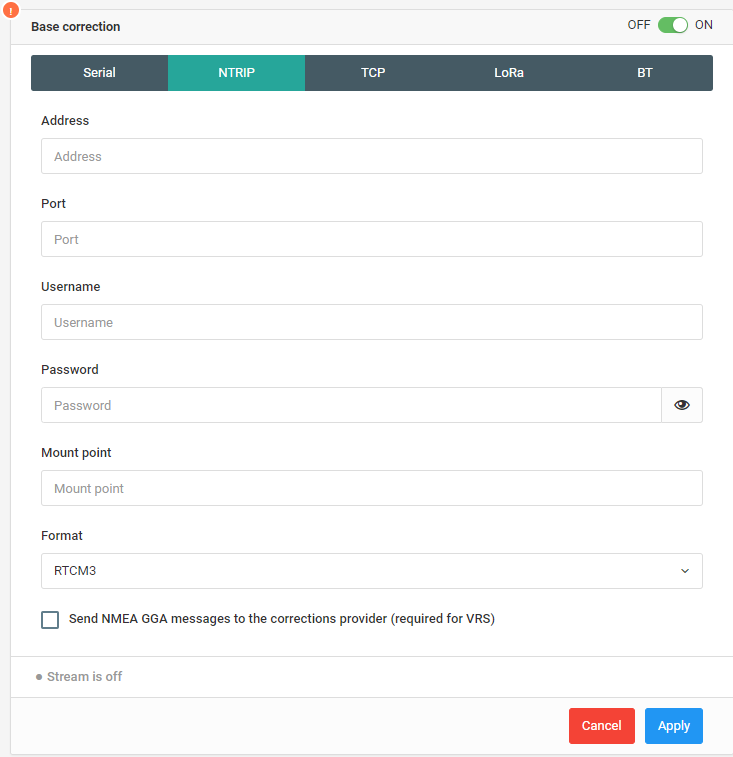 !
Base correction
OFF ON
Serial NTRIP TCP LoRa BT
Address
Address
Port
Port
Username
Username
Password
Password
Mount point
Mount point
Format
RTCM3
Send NMEA GGA messages to the corrections provider (required for VRS)
Stream is off
Cancel Apply